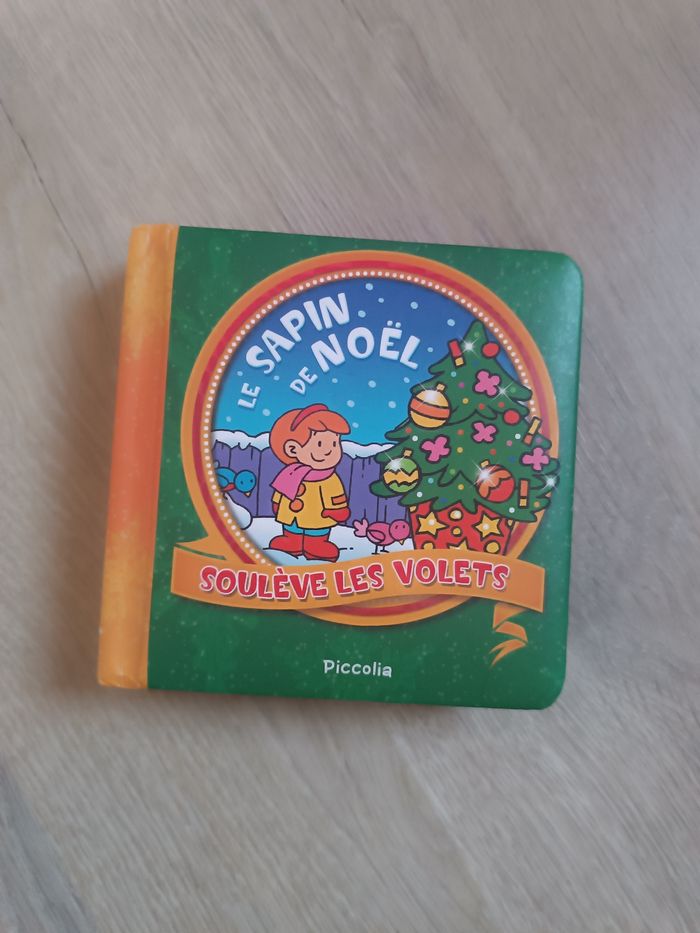 LE SAPIN
DE NOËL
SOULÈVE LES VOLETS
Piccolia